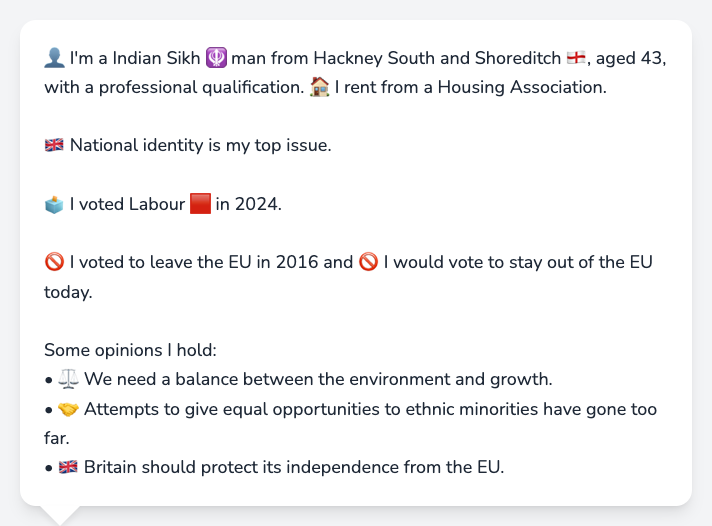 👤 I'm a Indian Sikh 🪯 man from Hackney South and Shoreditch 🏴󠁧󠁢󠁥󠁮󠁧󠁿, aged 43,
with a professional qualification. 🏠 I rent from a Housing Association.
🇬🇧 National identity is my top issue.
🗳️ I voted Labour 🟥 in 2024.
🚫 I voted to leave the EU in 2016 and 🚫 I would vote to stay out of the EU
today.
Some opinions I hold:
• ⚖️ We need a balance between the environment and growth.
• 🤝 Attempts to give equal opportunities to ethnic minorities have gone too
far.
• 🇬🇧 Britain should protect its independence from the EU.